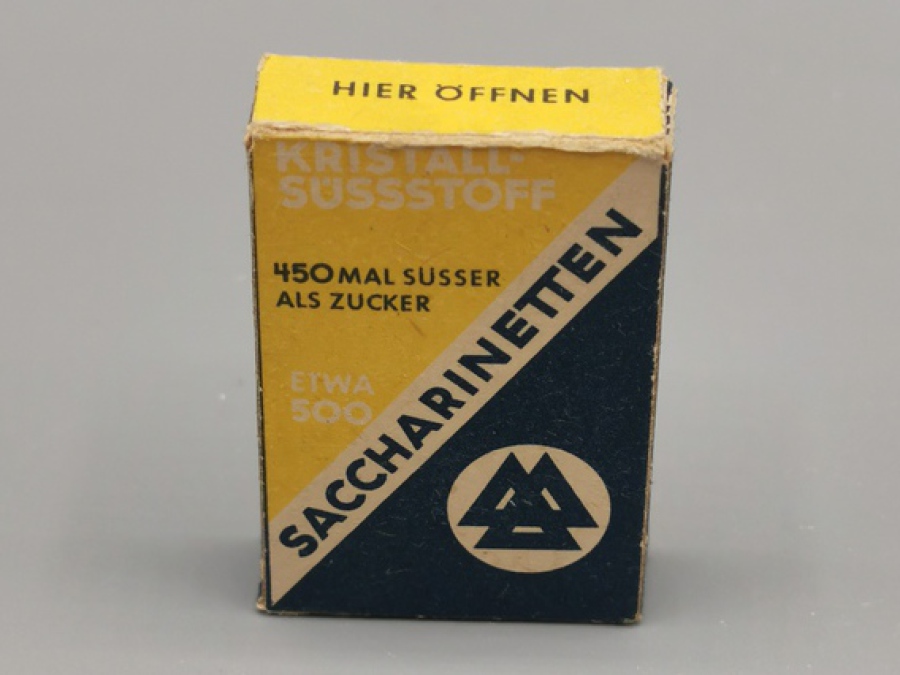 HIER ÖFFNEN
KRISTALL-
SÜSSSTOFF
450 MAL SÜSSER
ALS ZUCKER
ETWA
500
SACCHARINETTEN